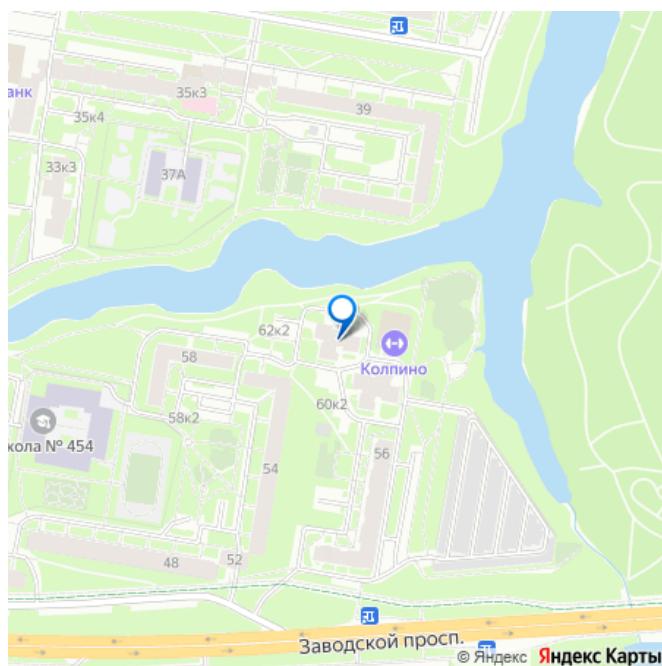 анк
35к3
39
35к4
33к3
37А
62к2
58
Колпино
60к2
58к2
кола № 454
54
56
48
52
Заводской просп.
© Яндекс Яндекс Карты